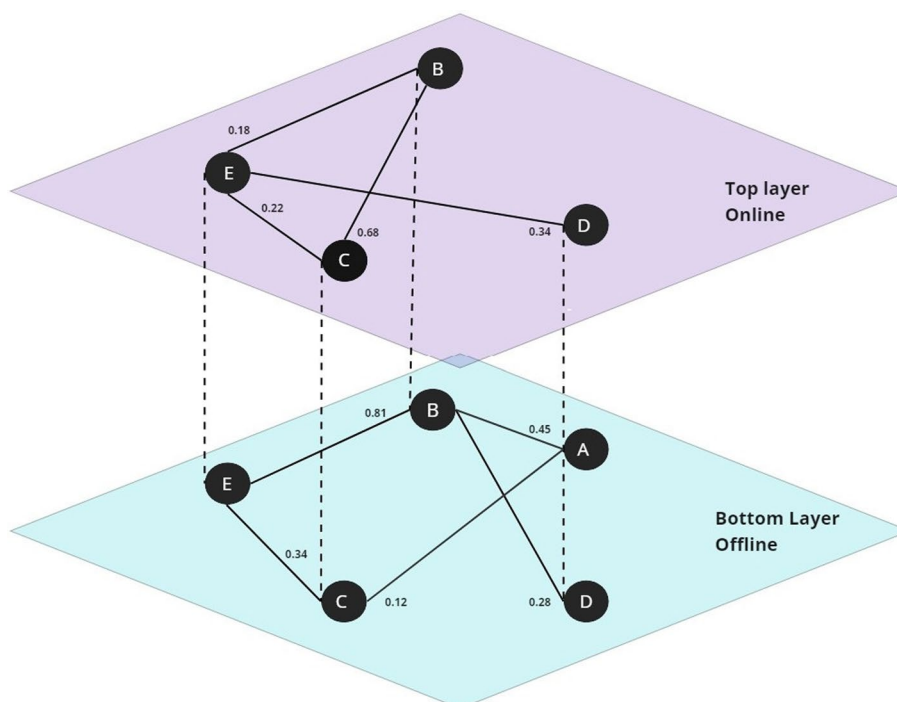 B
0.18
E
Top layer
Online
0.22
D
0.68
0.34
C
B
0.81
0.45
A
E
Bottom Layer
Offline
0.34
C
0.12
0.28
D